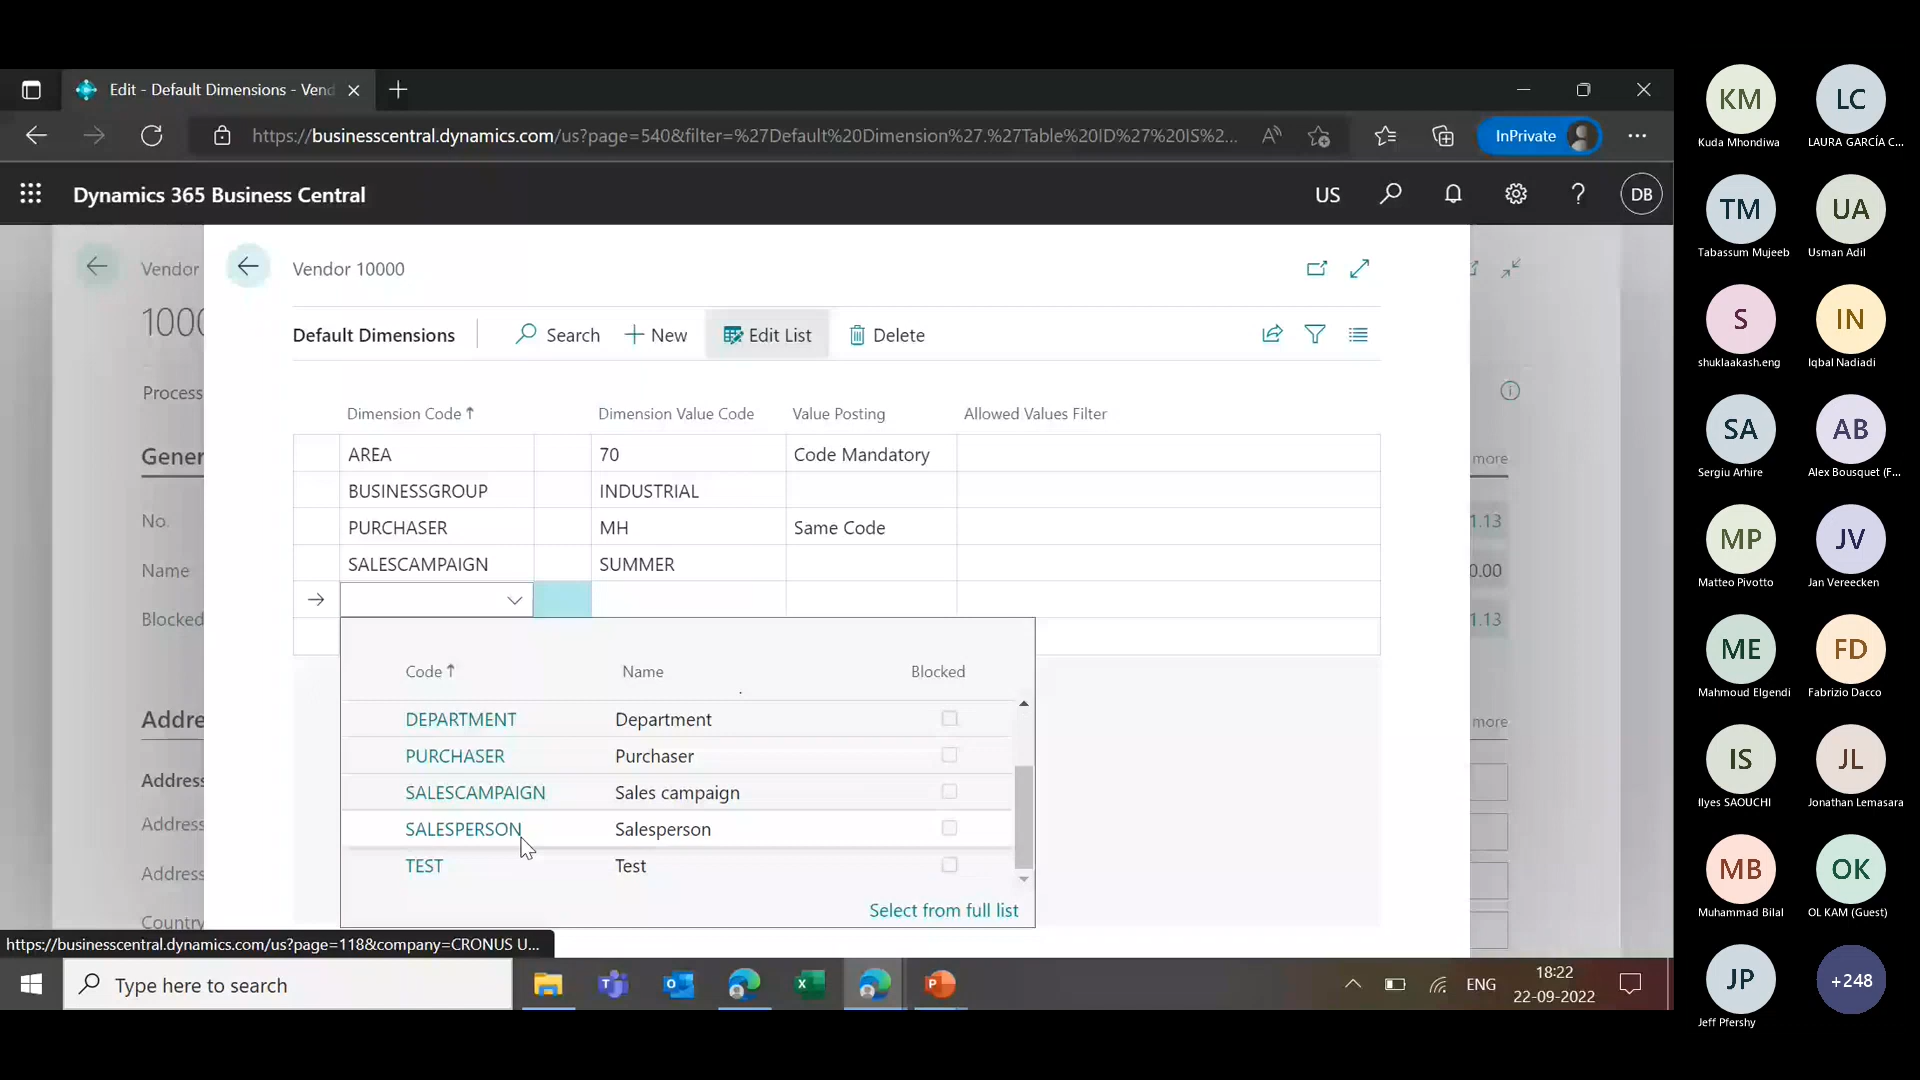 Edit - Default Dimensions - Vend
https://businesscentral.dynamics.com/us?page=540&filter=%27Default%20Dimension%27.%27Table%20ID%27%20IS%2...
InPrivate
Dynamics 365 Business Central
US
DB
Vendor
1000
Process
Gener
No.
Name
Blocked
Addre
Address
Address
Address
Country
Vendor 10000
Default Dimensions
Search
New
Edit List
Delete
Dimension Code
Dimension Value Code
Value Posting
Allowed Values Filter
AREA 70 Code Mandatory
BUSINESSGROUP INDUSTRIAL
PURCHASER MH Same Code
SALESCAMPAIGN SUMMER
Code Name Blocked
DEPARTMENT Department
PURCHASER Purchaser
SALESCAMPAIGN Sales campaign
SALESPERSON Salesperson
TEST Test
Select from full list
more
1.13
0.00
1.13
more
https://businesscentral.dynamics.com/us?page=118&company=CRONUS U...
Type here to search
ENG
18:22
22-09-2022
KM
Kuda Mhondiwa
LC
LAURA GARCÍA C...
TM
Tabassum Mujeeb
UA
Usman Adil
S
shuklaakash.eng
IN
Iqbal Nadiadi
SA
Sergiu Arhire
AB
Alex Bousquet (F...
MP
Matteo Pivotto
JV
Jan Vereecken
ME
Mahmoud Elgendi
FD
Fabrizio Dacco
IS
Ilyes SAOUCHI
JL
Jonathan Lemasara
MB
Muhammad Bilal
OK
OL KAM (Guest)
JP
Jeff Pfershy
+248